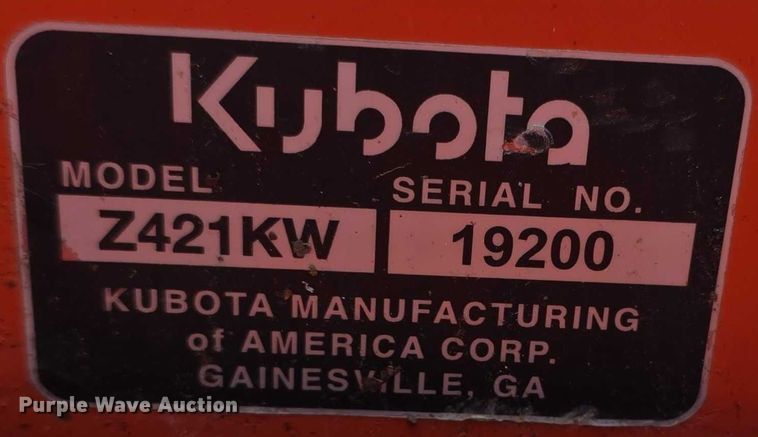 Kubota
MODEL SERIAL NO.
Z421KW 19200
KUBOTA MANUFACTURING
of AMERICA CORP.
GAINESVILLE, GA
Purple Wave Auction